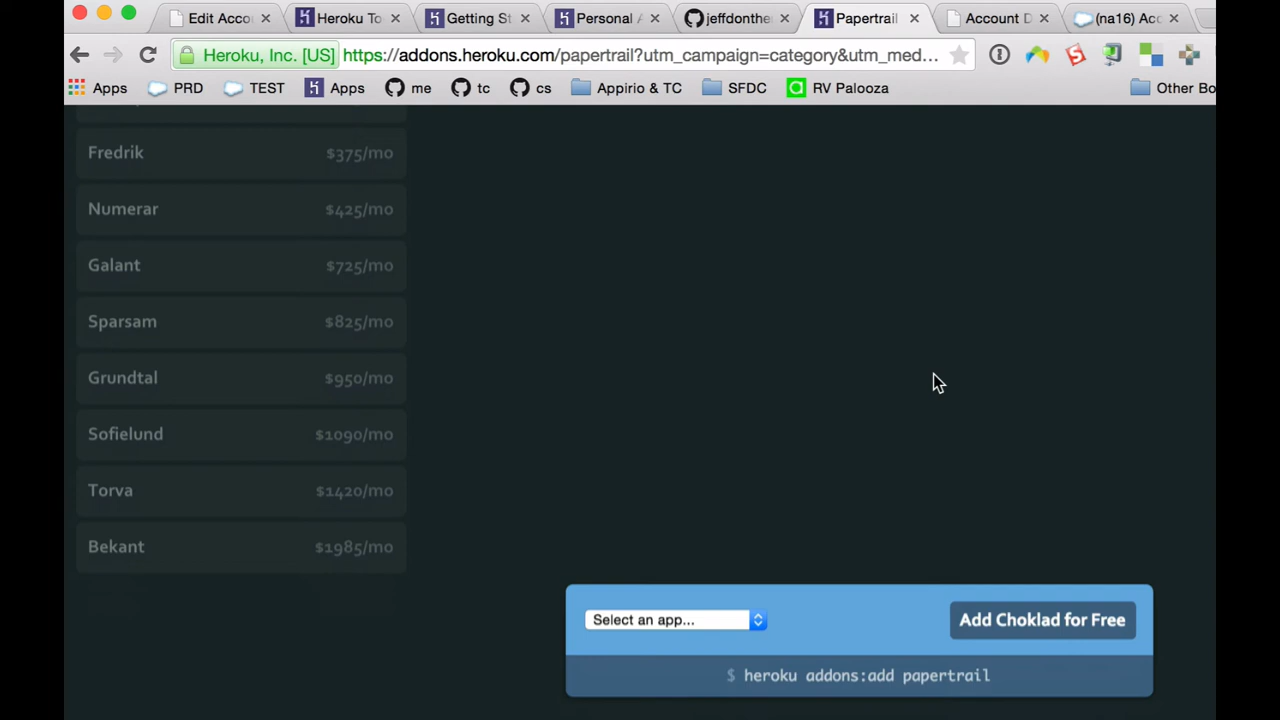 Edit Acco
Heroku To
Getting St
Personal A
jeffdonthe
Papertrail
Account D
(na16) Acc
Heroku, Inc. [US] https://addons.heroku.com/papertrail?utm_campaign=category&utm_med...
Apps PRD TEST Apps me tc cs Appirio & TC SFDC RV Palooza Other Bo
Fredrik $375/mo
Numerar $425/mo
Galant $725/mo
Sparsam $825/mo
Grundtal $950/mo
Sofielund $1090/mo
Torva $1420/mo
Bekant $1985/mo
Select an app... Add Choklad for Free
$ heroku addons:add papertrail